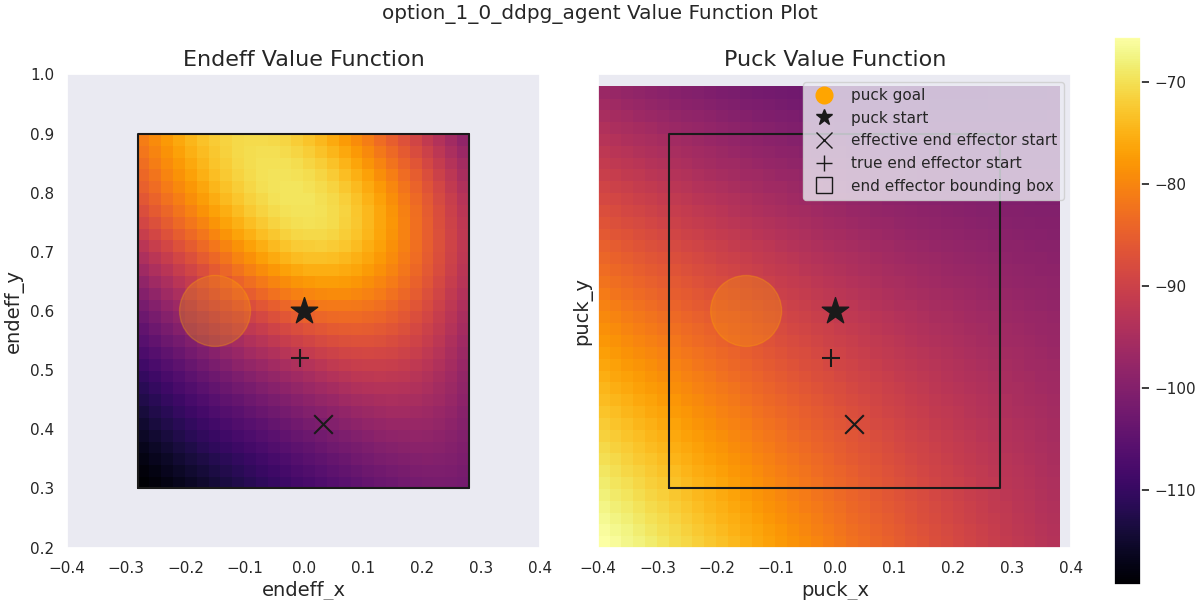 option_1_0_ddpg_agent Value Function Plot
Endeff Value Function
1.0
0.9
0.8
0.7
0.6
0.5
0.4
0.3
0.2
endeff_y
−0.4 −0.3 −0.2 −0.1 0.0 0.1 0.2 0.3 0.4
endeff_x
Puck Value Function
puck goal
puck start
effective end effector start
true end effector start
end effector bounding box
puck_y
−0.4 −0.3 −0.2 −0.1 0.0 0.1 0.2 0.3 0.4
puck_x
−70
−80
−90
−100
−110